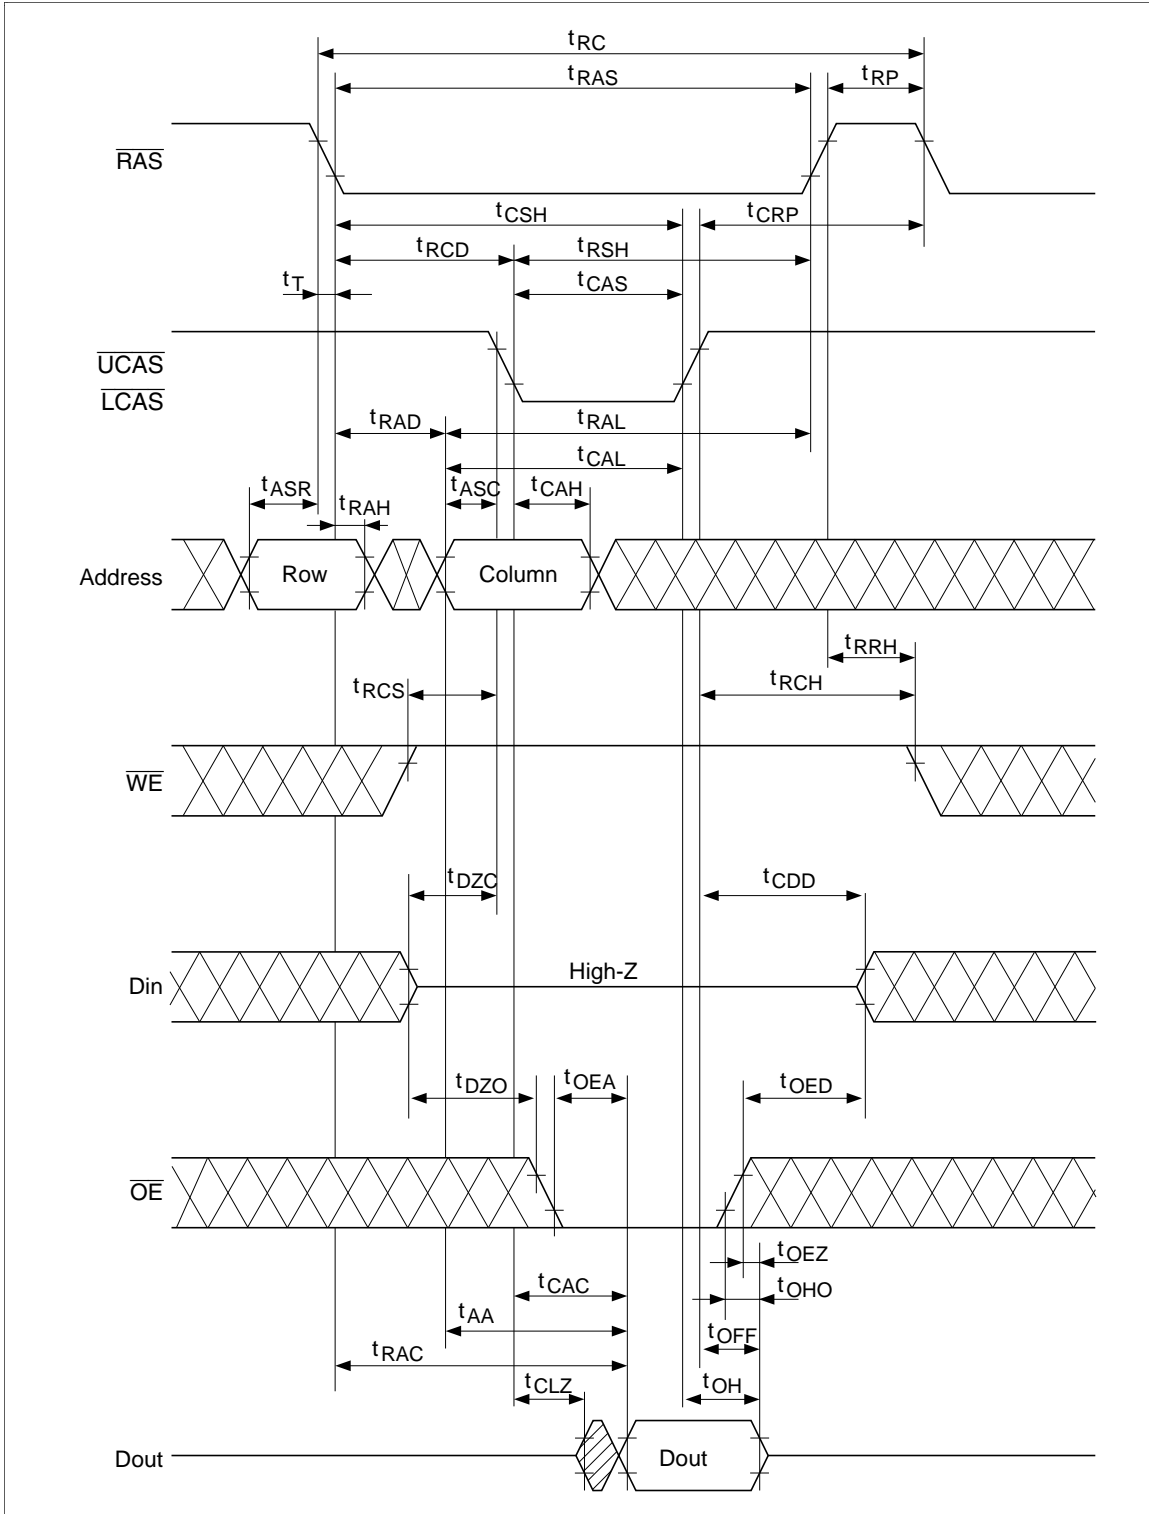 tRC
tRAS
tRP
RAS
tCSH
tCRP
tRCD
tRSH
tT
tCAS
UCAS
LCAS
tRAD
tRAL
tCAL
tASR
tASC
tCAH
tRAH
Address
Row
Column
tRRH
tRCS
tRCH
WE
tDZC
tCDD
Din
High-Z
tDZO
tOEA
tOED
OE
tOEZ
tCAC
tOHO
tAA
tOFF
tRAC
tCLZ
tOH
Dout
Dout